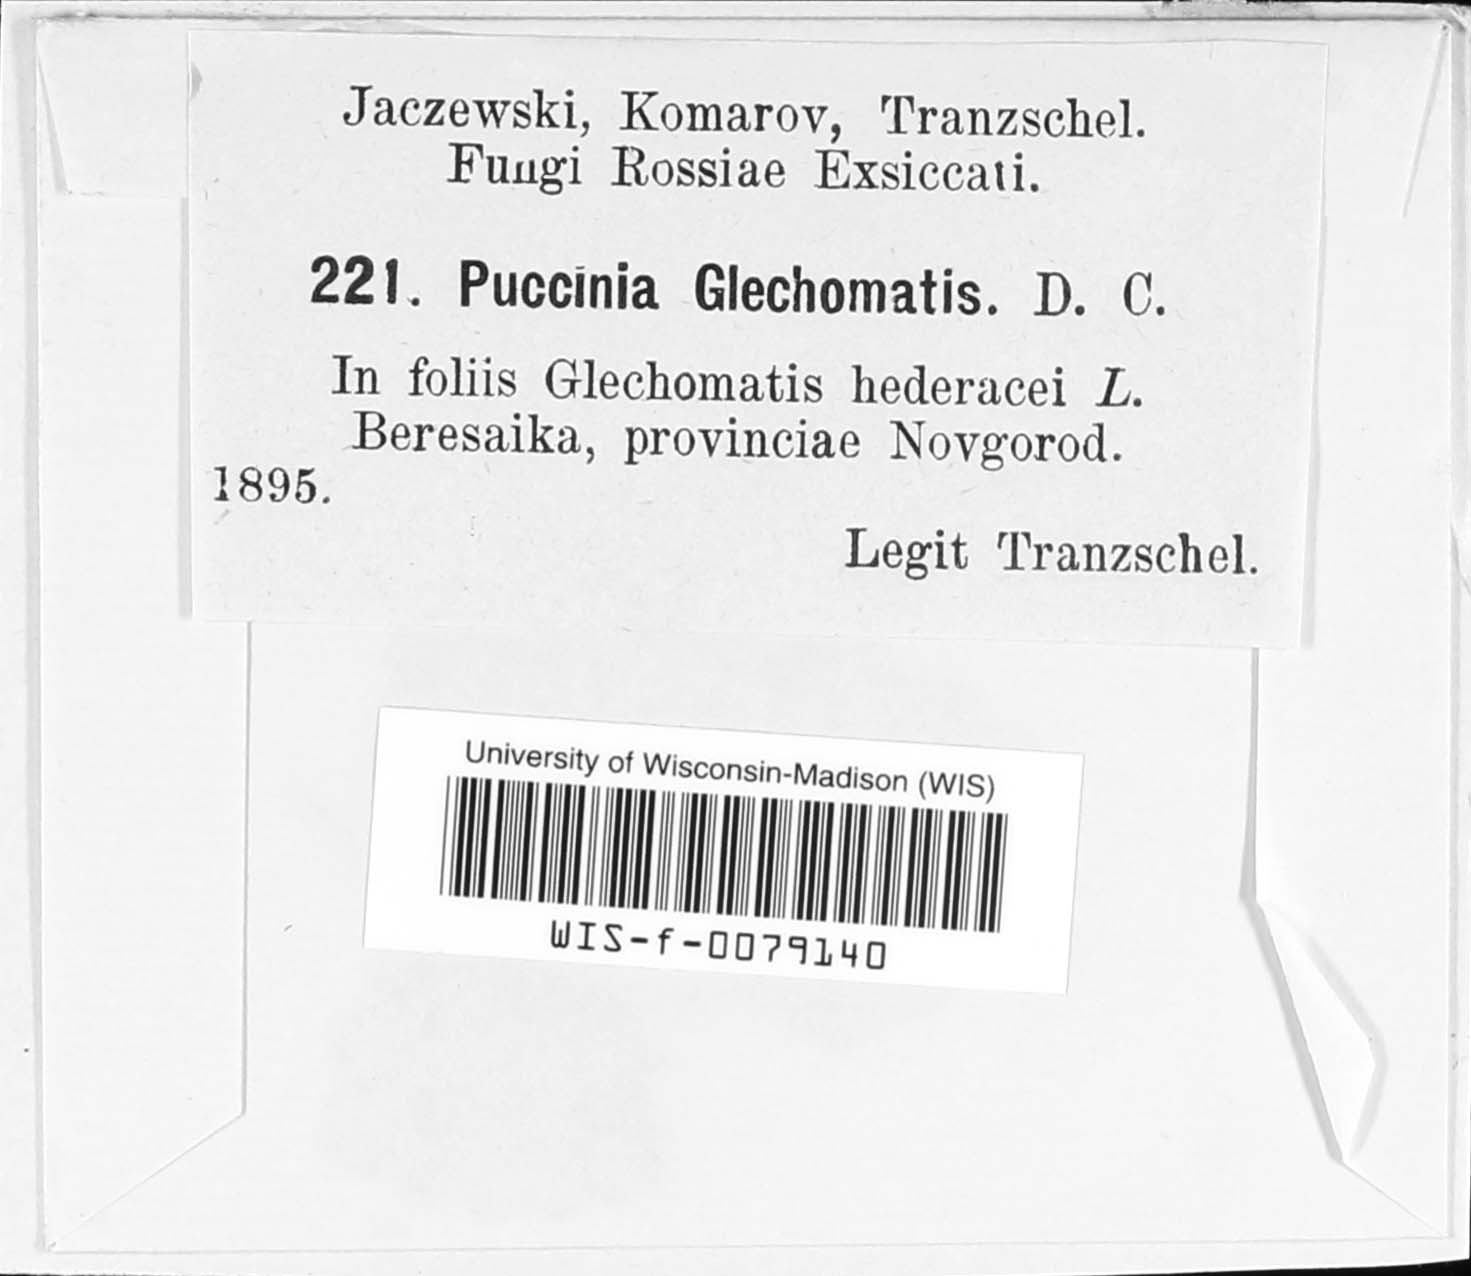 Jaczewski, Komarov, Tranzschel.
Fungi Rossiae Exsiccati.
221. Puccinia Glechomatis. D. C.
In foliis Glechomatis hederacei L.
Beresaika, provinciae Novgorod.
1895.
Legit Tranzschel.
University of Wisconsin-Madison (WIS)
WIS-f-0079140